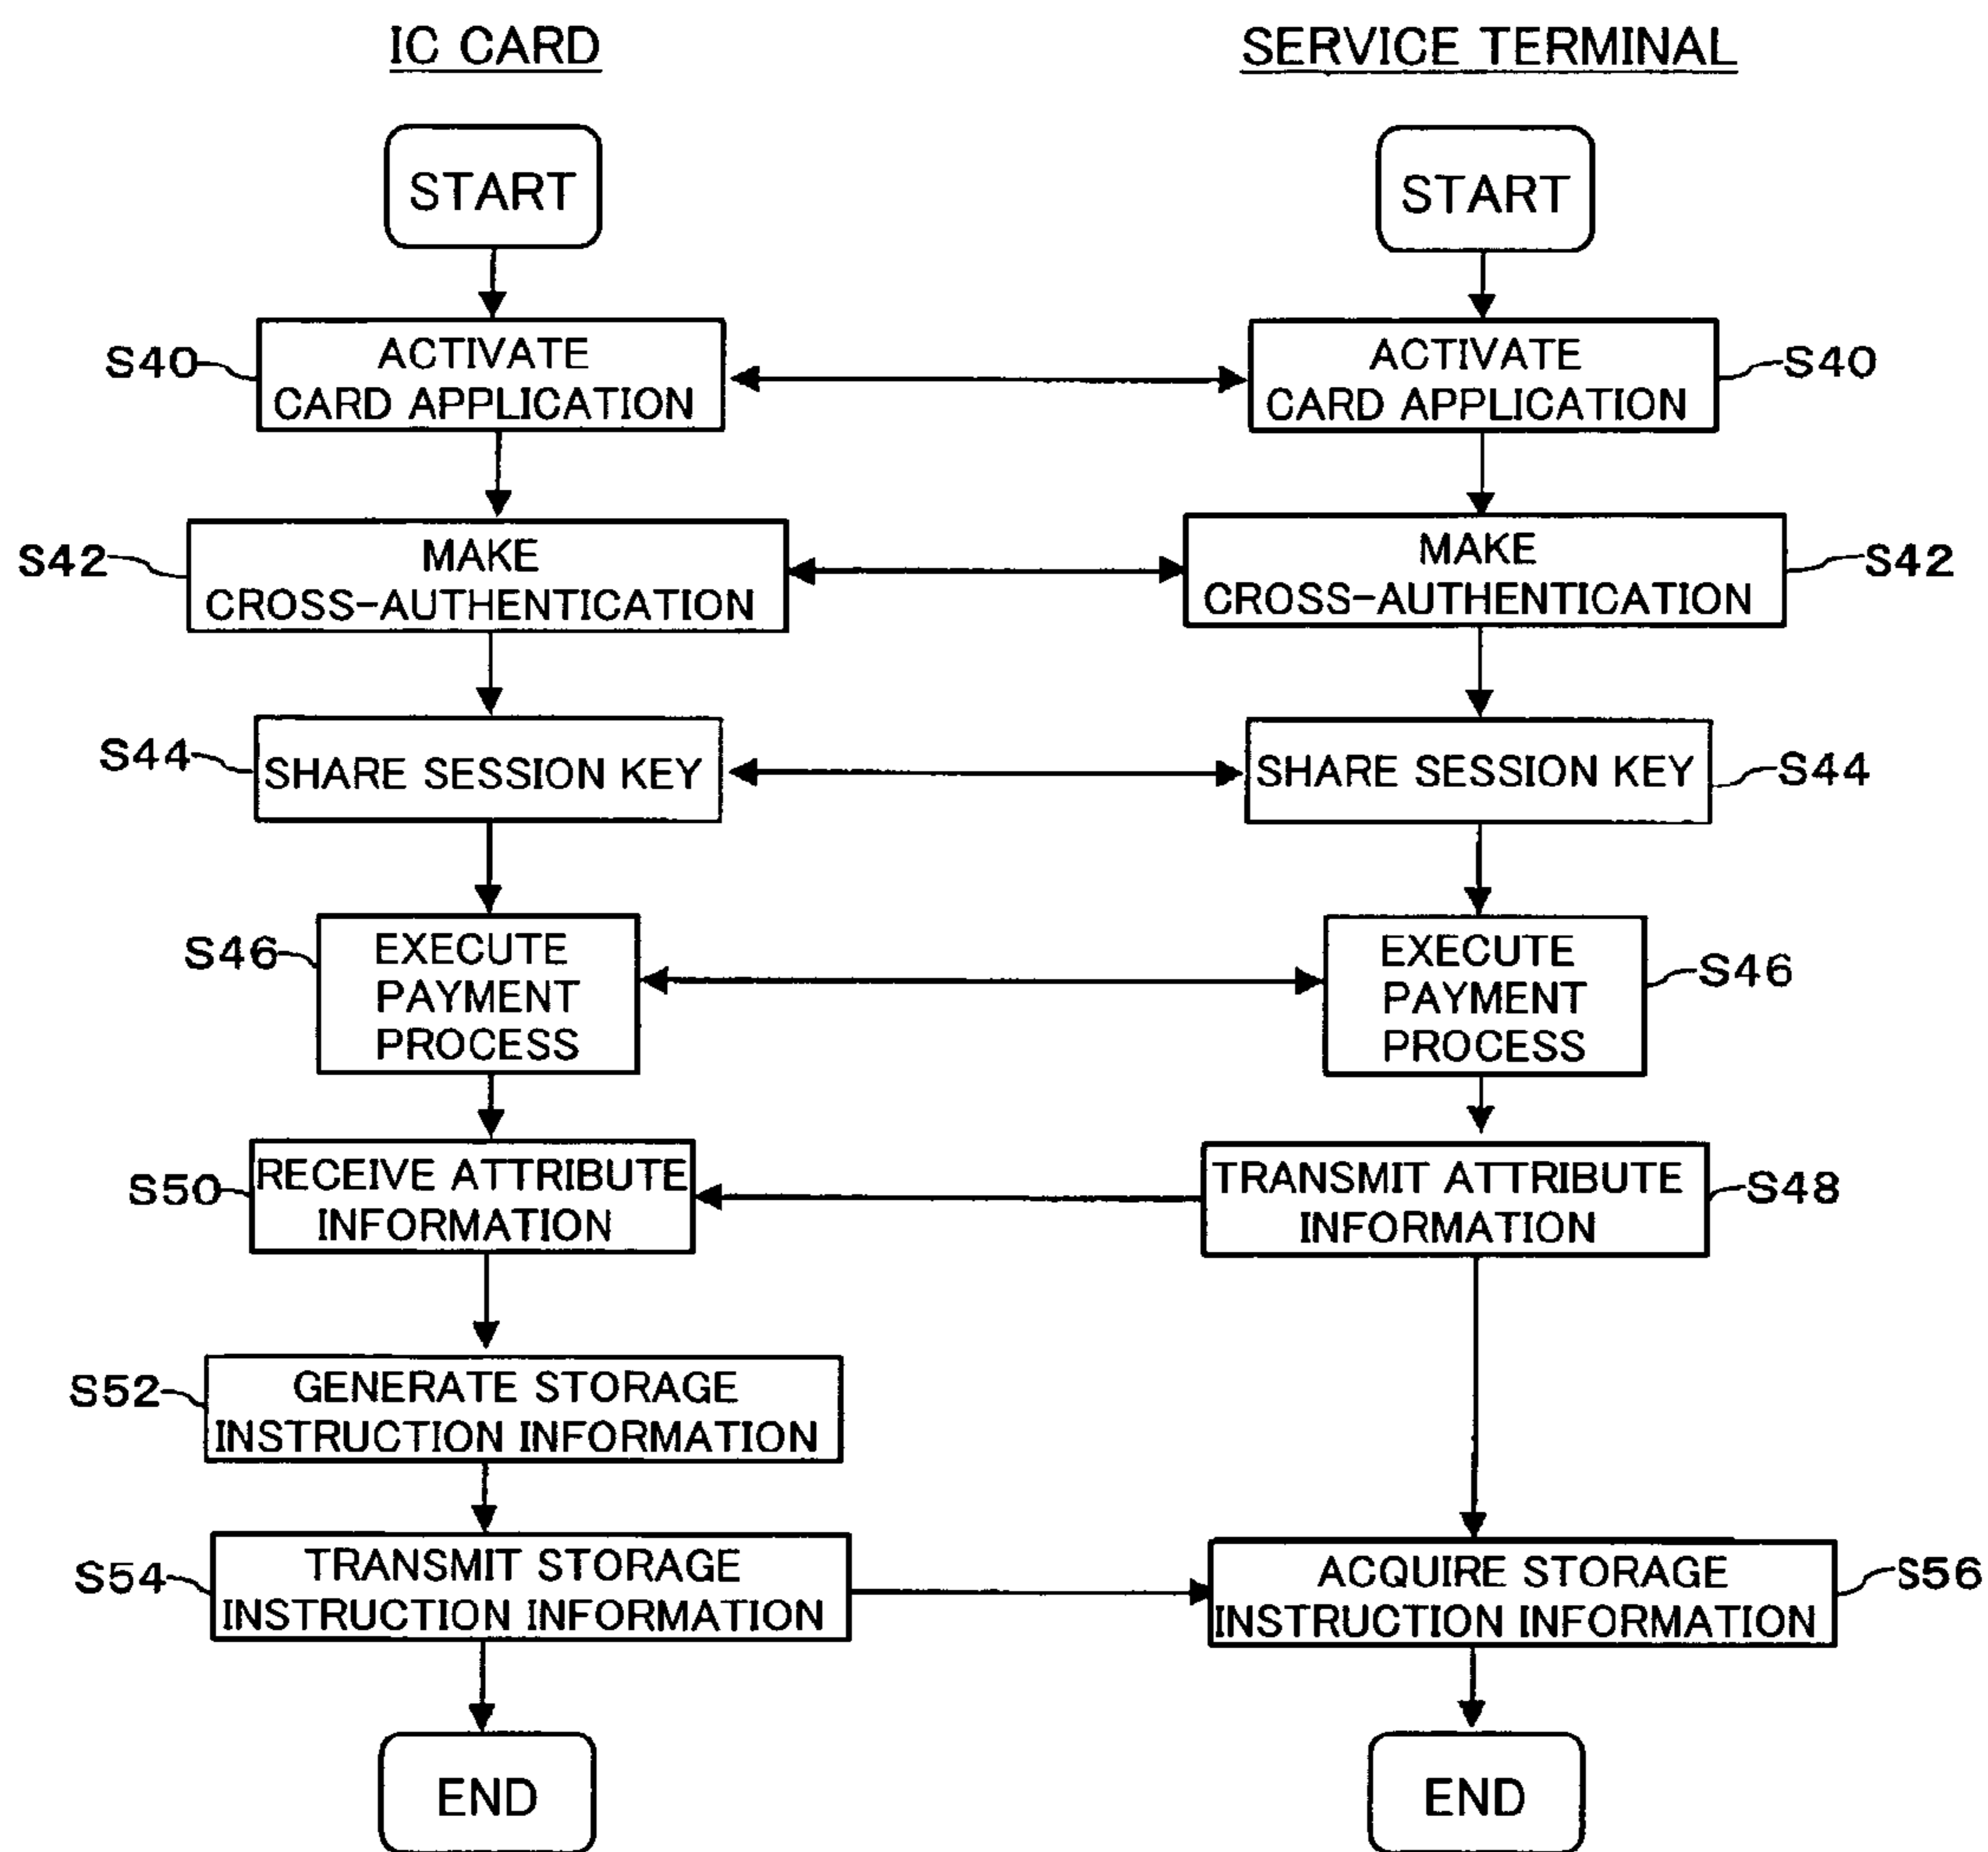 IC CARD
SERVICE TERMINAL
START
START
S40
ACTIVATE
CARD APPLICATION
ACTIVATE
CARD APPLICATION
S40
S42
MAKE
CROSS-AUTHENTICATION
MAKE
CROSS-AUTHENTICATION
S42
S44
SHARE SESSION KEY
SHARE SESSION KEY
S44
S46
EXECUTE
PAYMENT
PROCESS
EXECUTE
PAYMENT
PROCESS
S46
S50
RECEIVE ATTRIBUTE
INFORMATION
TRANSMIT ATTRIBUTE
INFORMATION
S48
S52
GENERATE STORAGE
INSTRUCTION INFORMATION
S54
TRANSMIT STORAGE
INSTRUCTION INFORMATION
ACQUIRE STORAGE
INSTRUCTION INFORMATION
S56
END
END